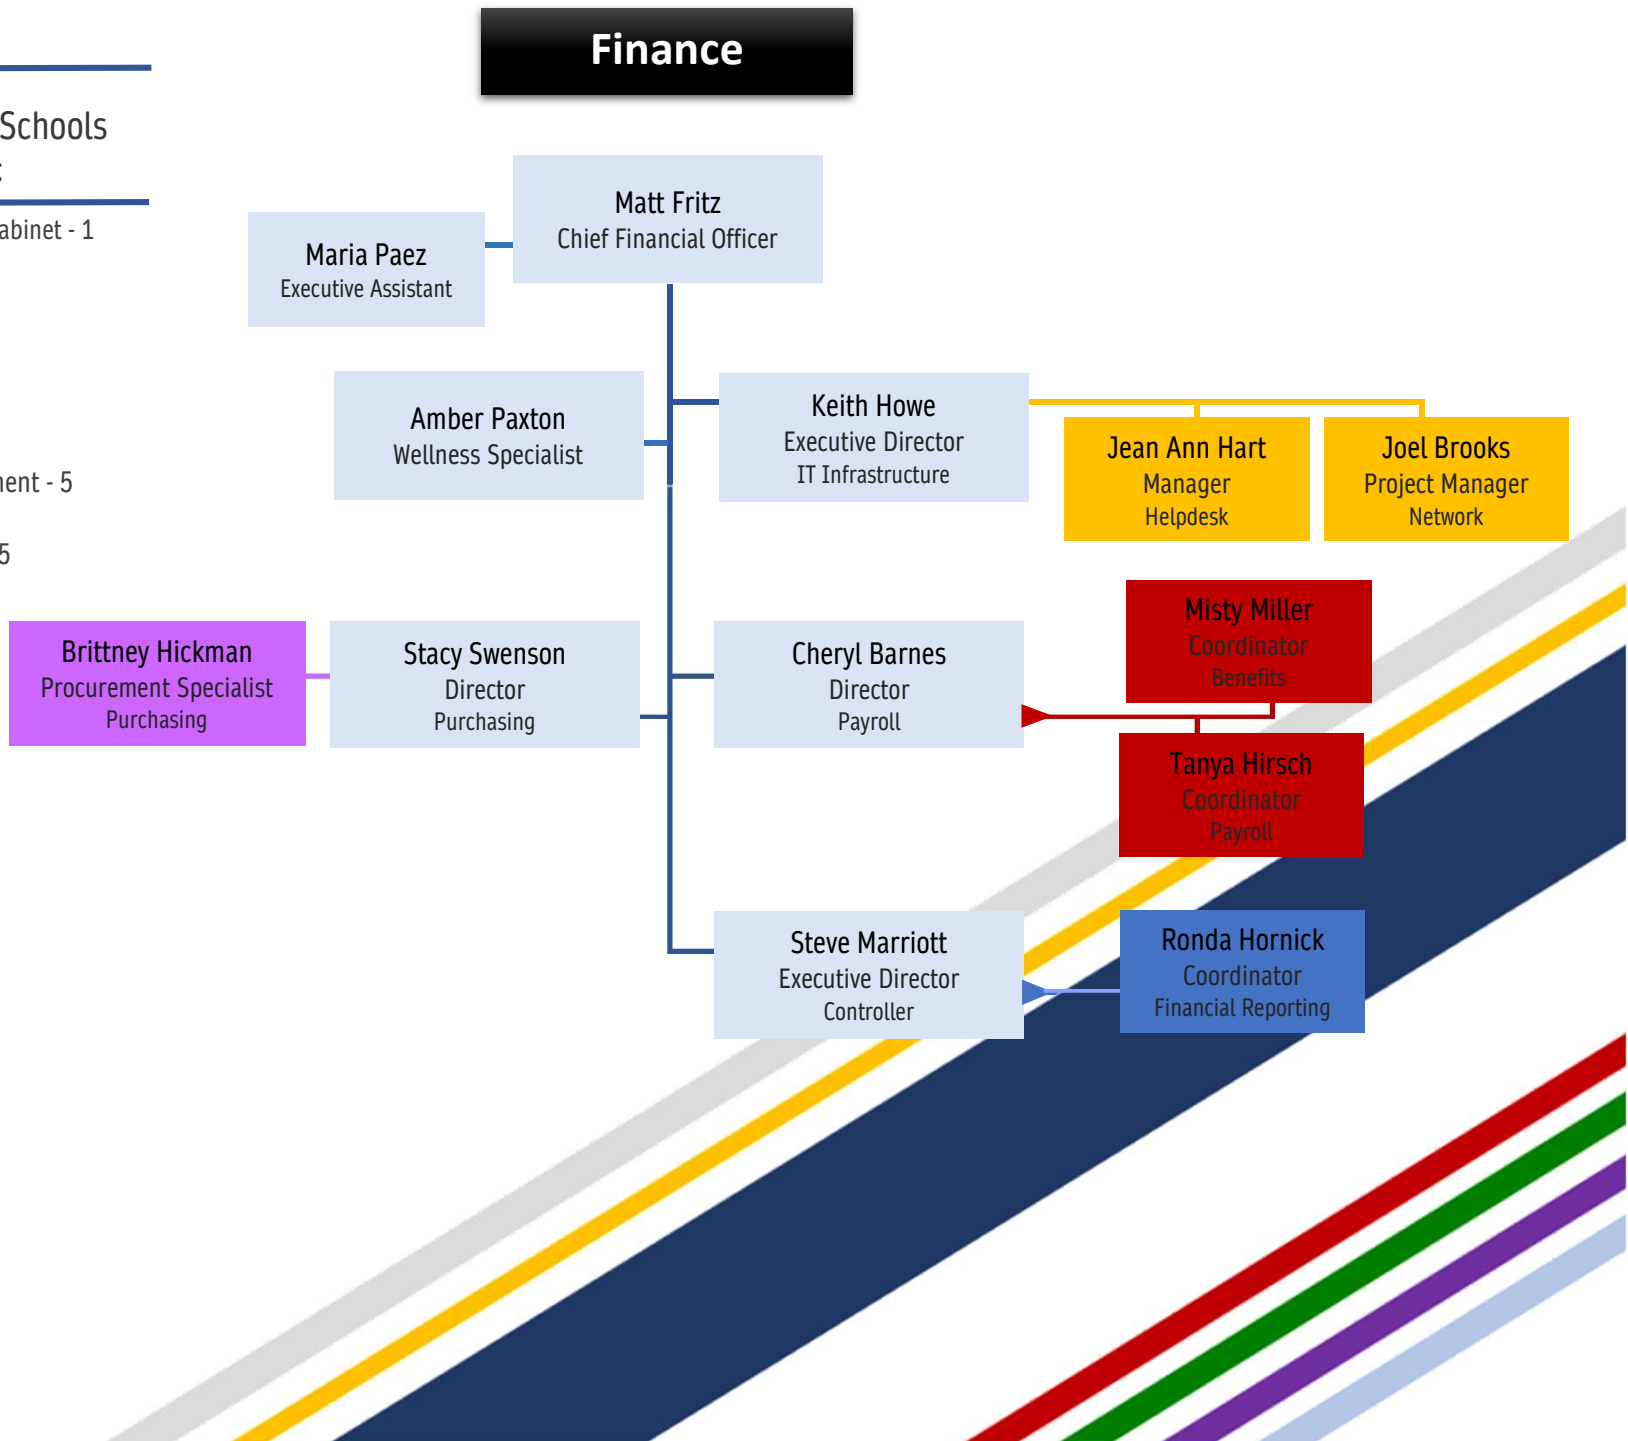 Finance
Schools
abinet - 1
Matt Fritz
Chief Financial Officer
Maria Paez
Executive Assistant
Amber Paxton
Wellness Specialist
Keith Howe
Executive Director
IT Infrastructure
Jean Ann Hart
Manager
Helpdesk
Joel Brooks
Project Manager
Network
ent - 5
5
Brittney Hickman
Procurement Specialist
Purchasing
Stacy Swenson
Director
Purchasing
Cheryl Barnes
Director
Payroll
Misty Miller
Coordinator
Benefits
Tanya Hirsch
Coordinator
Payroll
Steve Marriott
Executive Director
Controller
Ronda Hornick
Coordinator
Financial Reporting